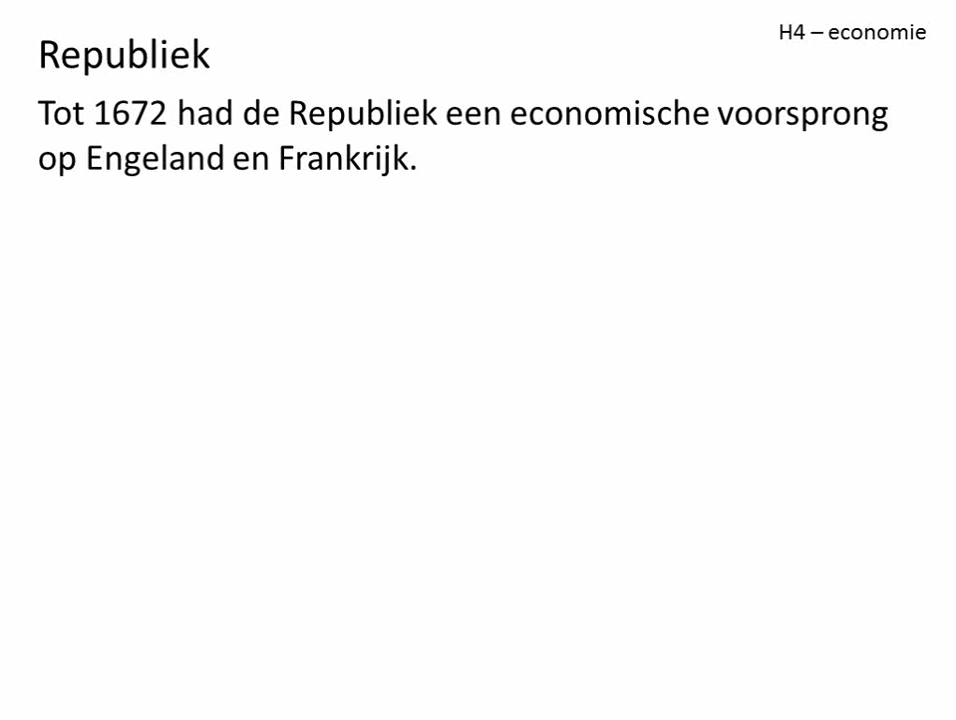 H4 – economie
Republiek
Tot 1672 had de Republiek een economische voorsprong
op Engeland en Frankrijk.